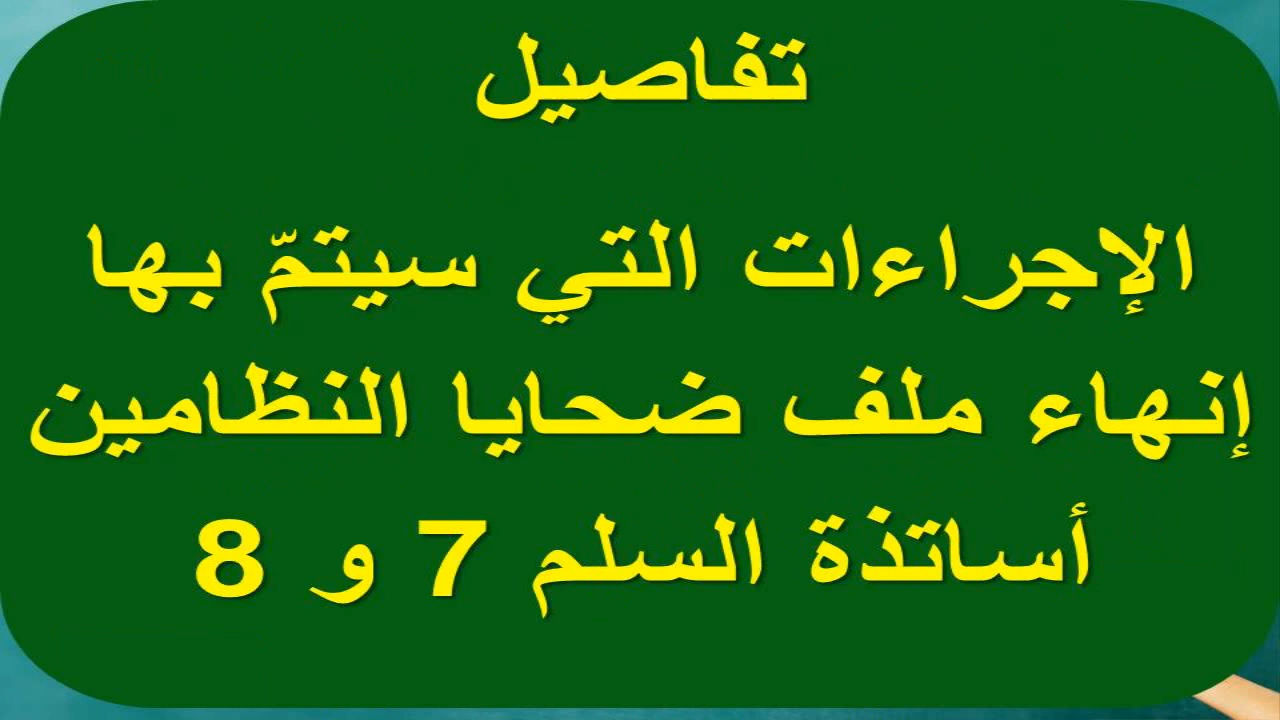 تفاصيل
الإجراءات التي سيتمّ بها
إنهاء ملف ضحايا النظامين
أساتذة السلم 7 و 8